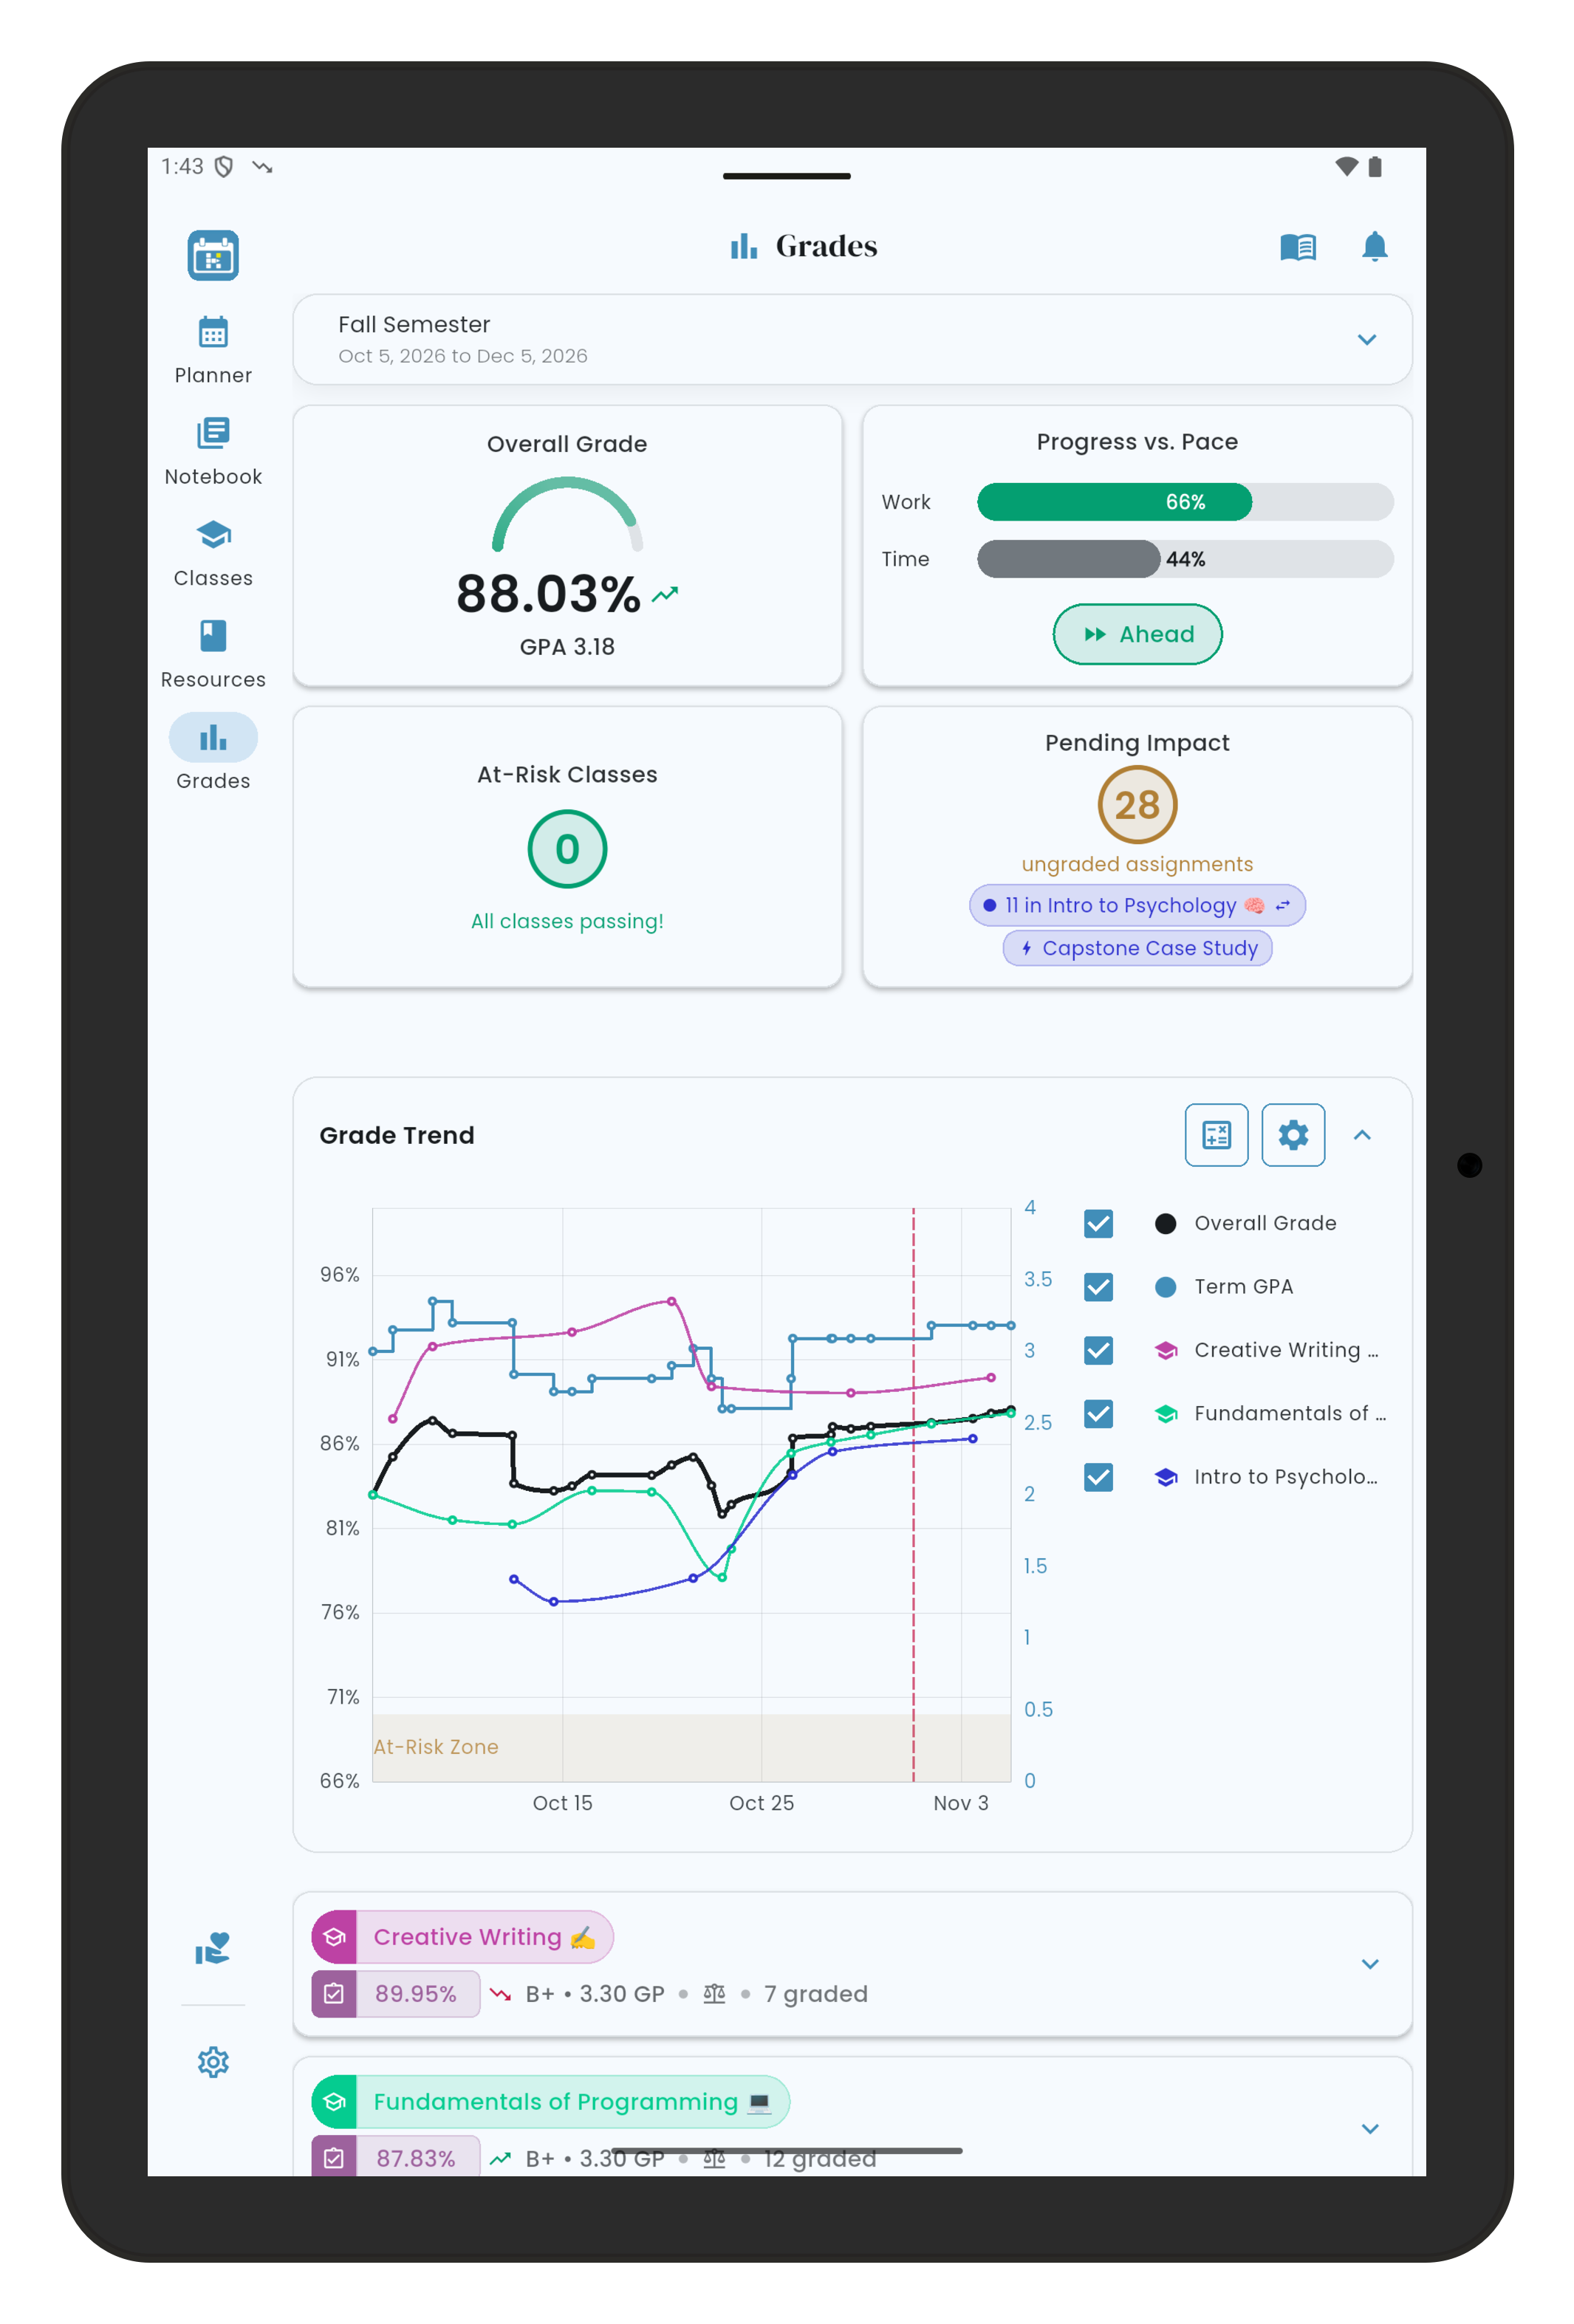 1:43
Grades
Planner
Notebook
Classes
Resources
Grades
Fall Semester
Oct 5, 2026 to Dec 5, 2026
Overall Grade
88.03%
GPA 3.18
Progress vs. Pace
Work 66%
Time 44%
Ahead
At-Risk Classes
0
All classes passing!
Pending Impact
28
ungraded assignments
11 in Intro to Psychology 🧠
Capstone Case Study
Grade Trend
96%
91%
86%
81%
76%
71%
66%
At-Risk Zone
Oct 15 Oct 25 Nov 3
4
3.5
3
2.5
2
1.5
1
0.5
0
Overall Grade
Term GPA
Creative Writing ...
Fundamentals of ...
Intro to Psycholo...
Creative Writing ✍️
89.95% B+ • 3.30 GP • • 7 graded
Fundamentals of Programming 💻
87.83% B+ • 3.30 GP • • 12 graded